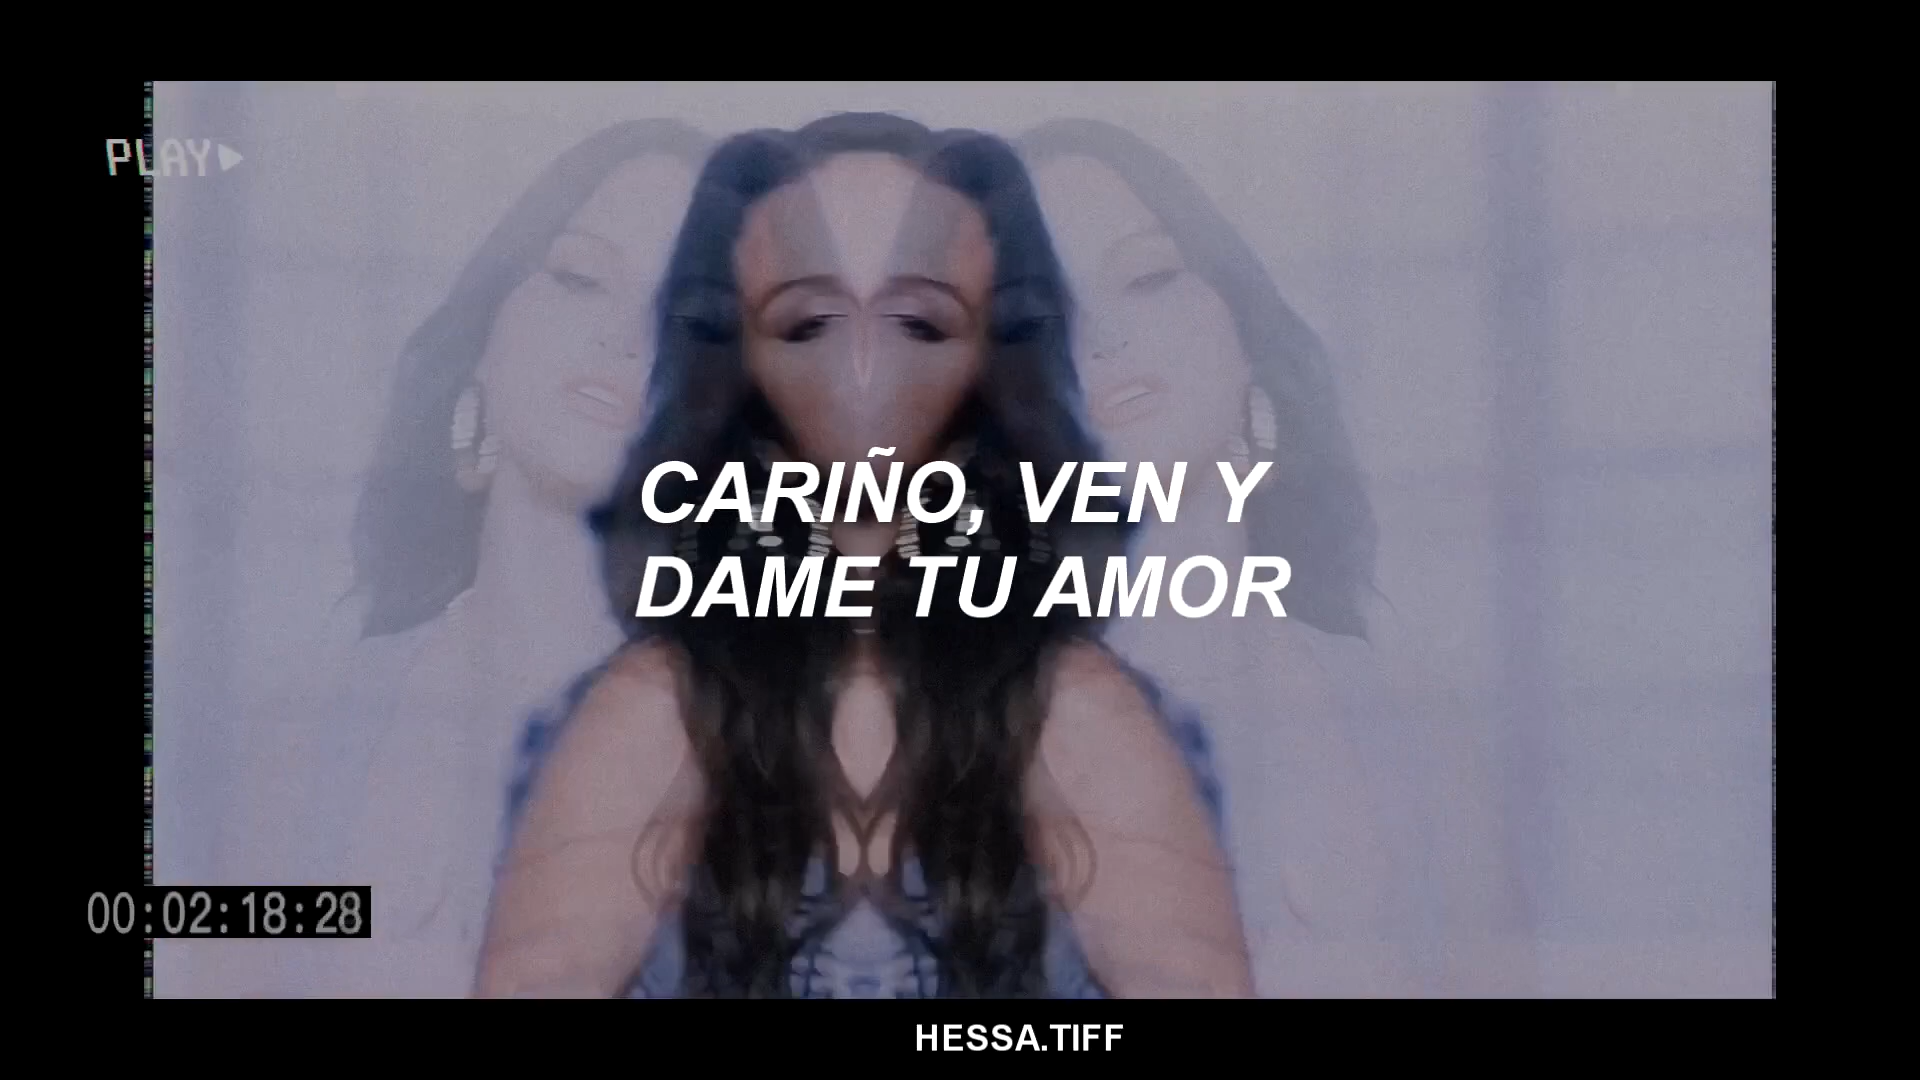 PLAY
CARIÑO, VEN Y
DAME TU AMOR
00:02:18:28
HESSA.TIFF